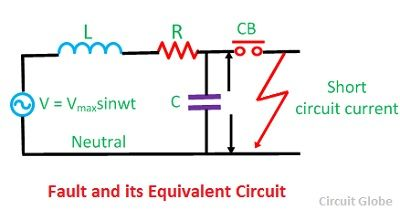 L
R
CB
V = Vmaxsinwt
C
Short
circuit current
Neutral
Fault and its Equivalent Circuit
Circuit Globe